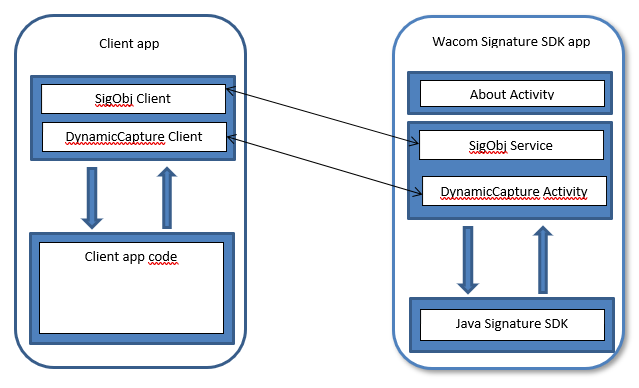 Client app
SigObj Client
DynamicCapture Client
Client app code
Wacom Signature SDK app
About Activity
SigObj Service
DynamicCapture Activity
Java Signature SDK